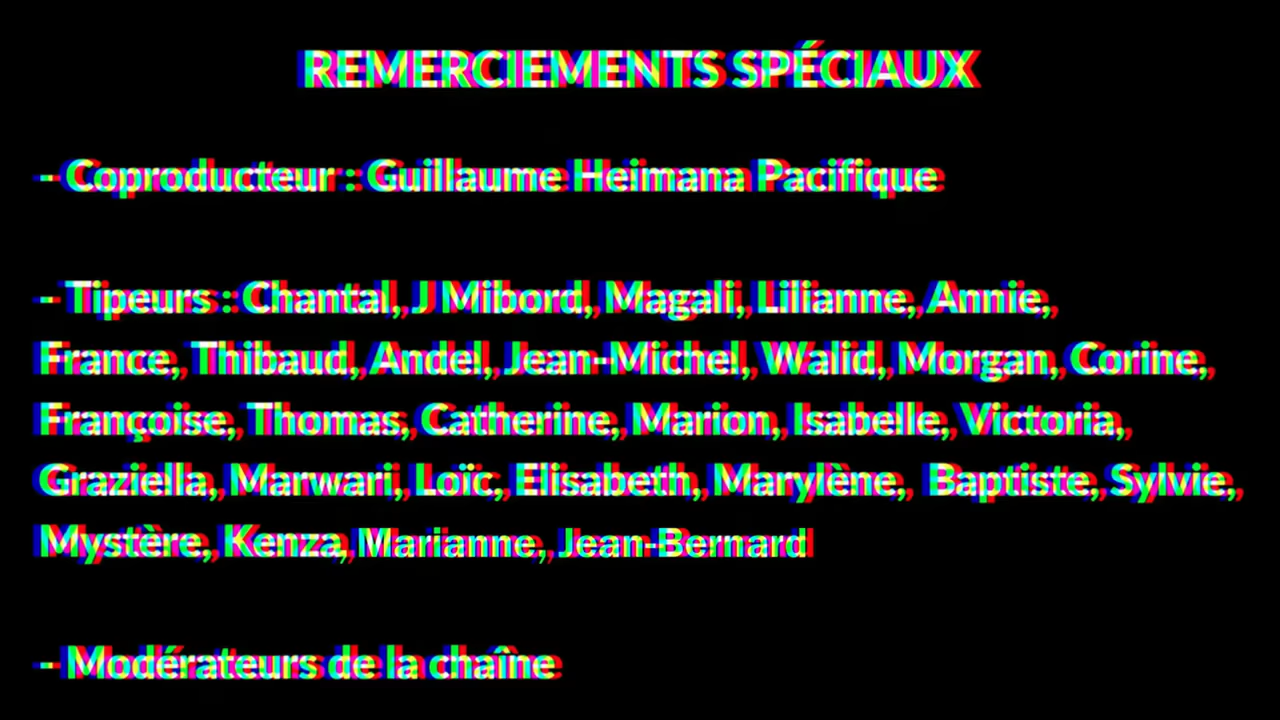 REMERCIEMENTS SPÉCIAUX
- Coproducteur : Guillaume Heimana Pacifique
- Tipeurs : Chantal, J Mibord, Magali, Lilianne, Annie,
France, Thibaud, Andel, Jean-Michel, Walid, Morgan, Corine,
Françoise, Thomas, Catherine, Marion, Isabelle, Victoria,
Graziella, Marwari, Loïc, Elisabeth, Marylène, Baptiste, Sylvie,
Mystère, Kenza, Marianne, Jean-Bernard
- Modérateurs de la chaîne